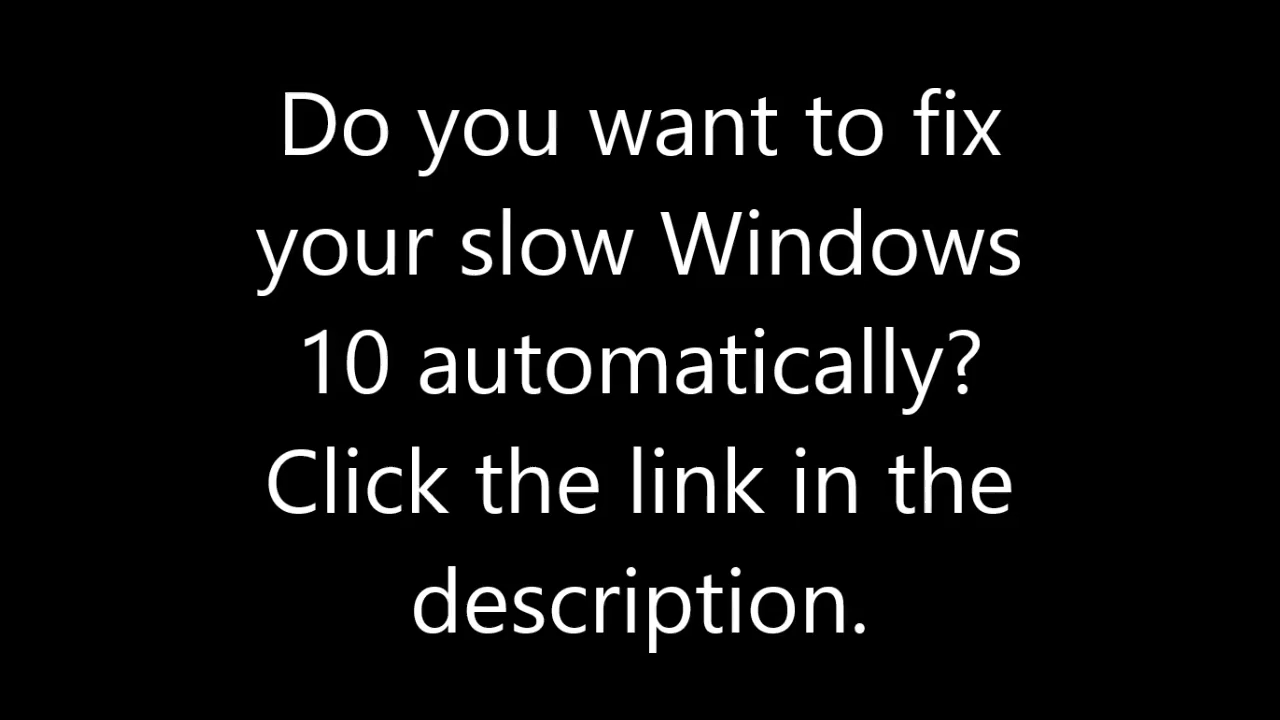 Do you want to fix
your slow Windows
10 automatically?
Click the link in the
description.